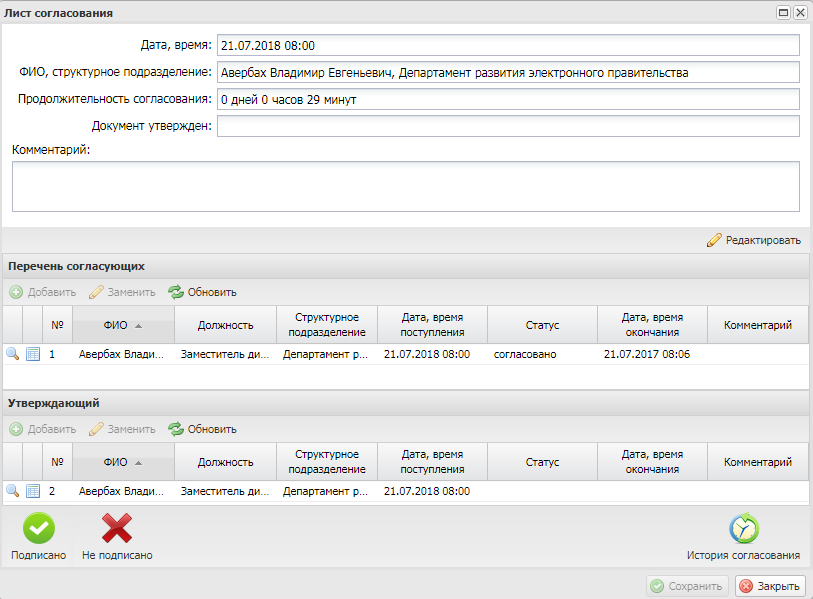 Лист согласования
Дата, время: 21.07.2018 08:00
ФИО, структурное подразделение: Авербах Владимир Евгеньевич, Департамент развития электронного правительства
Продолжительность согласования: 0 дней 0 часов 29 минут
Документ утвержден:
Комментарий:
Редактировать
Перечень согласующих
Добавить Заменить Обновить
№ ФИО Должность Структурное подразделение Дата, время поступления Статус Дата, время окончания Комментарий
1 Авербах Влади... Заместитель ди... Департамент р... 21.07.2018 08:00 согласовано 21.07.2017 08:06
Утверждающий
Добавить Заменить Обновить
№ ФИО Должность Структурное подразделение Дата, время поступления Статус Дата, время окончания Комментарий
2 Авербах Влади... Заместитель ди... Департамент р... 21.07.2018 08:00
Подписано Не подписано История согласования
Сохранить Закрыть